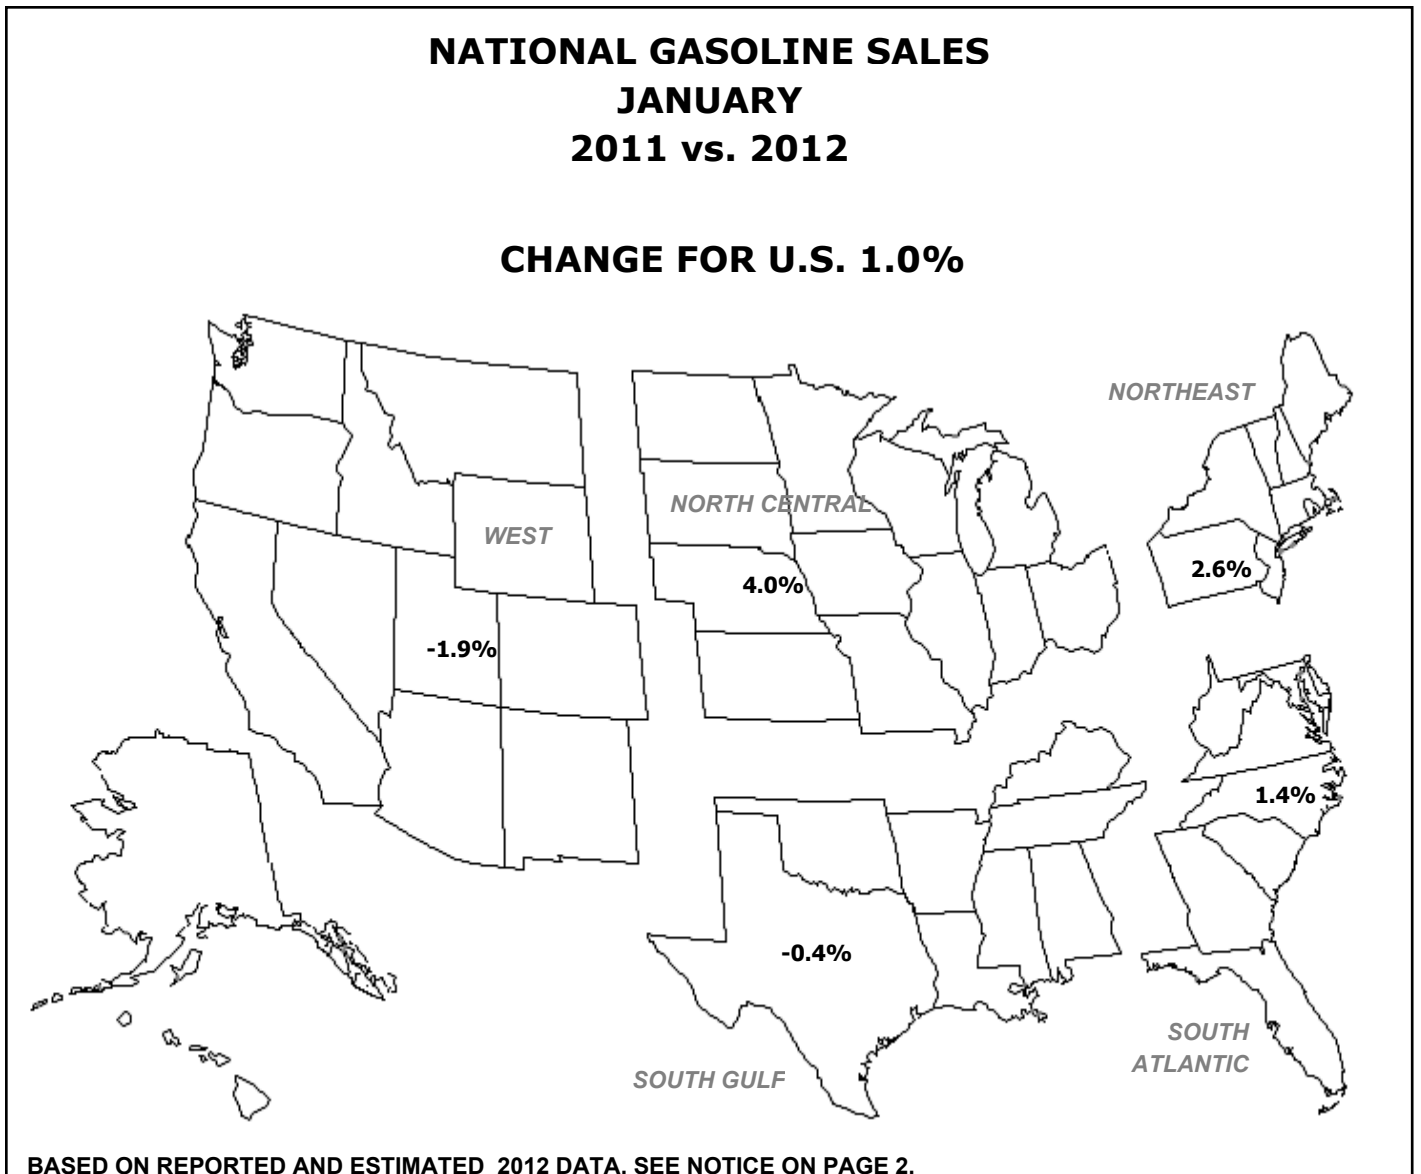 NATIONAL GASOLINE SALES
JANUARY
2011 vs. 2012
CHANGE FOR U.S. 1.0%
NORTHEAST
NORTH CENTRAL
WEST
2.6%
4.0%
-1.9%
1.4%
-0.4%
SOUTH
ATLANTIC
SOUTH GULF
BASED ON REPORTED AND ESTIMATED  2012 DATA. SEE NOTICE ON PAGE 2.